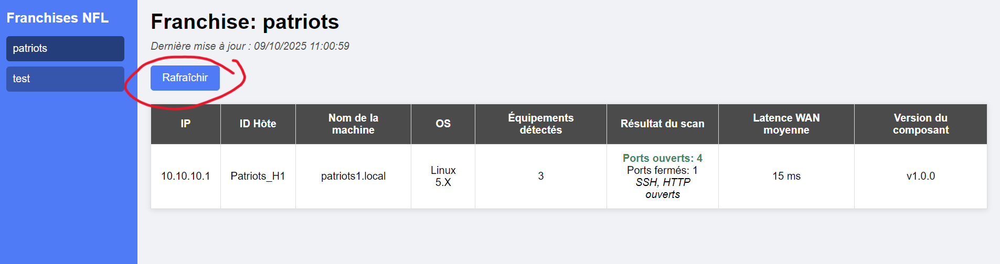 Franchises NFL
patriots
test
Franchise: patriots
Dernière mise à jour : 09/10/2025 11:00:59
Rafraîchir
IP
ID Hôte
Nom de la
machine
OS
Équipements
détectés
Résultat du scan
Latence WAN
moyenne
Version du
composant
10.10.10.1
Patriots_H1
patriots1.local
Linux
5.X
3
Ports ouverts: 4
Ports fermés: 1
SSH, HTTP
ouverts
15 ms
v1.0.0